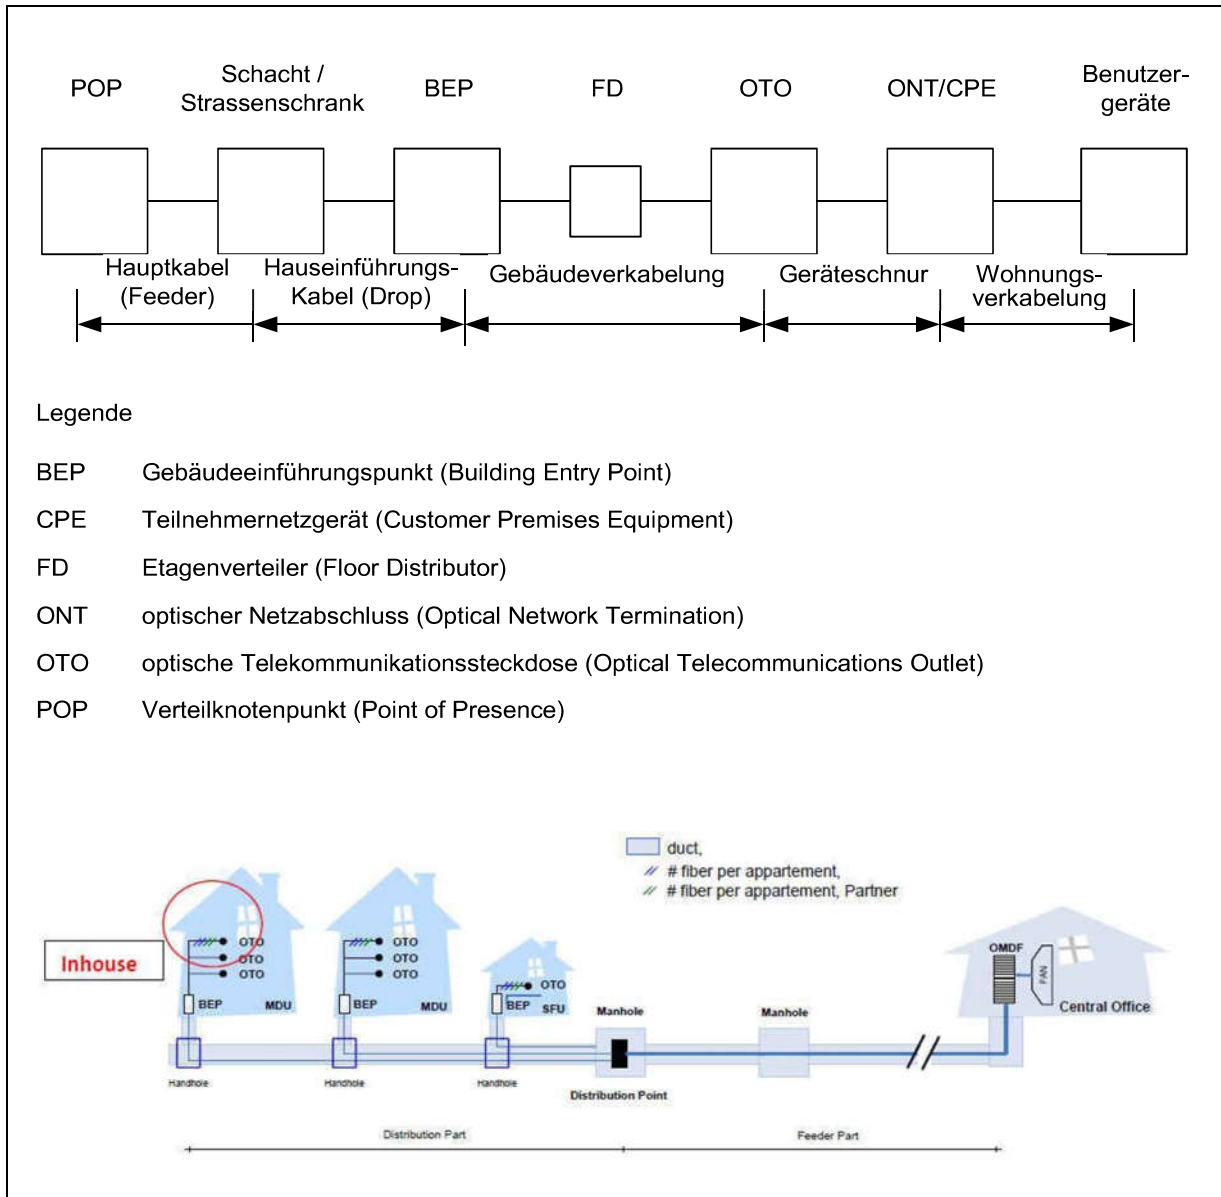 POP
Schacht /
Strassenschrank
BEP
FD
OTO
ONT/CPE
Benutzer-
geräte
Hauptkabel
(Feeder)
Hauseinführungs-
Kabel (Drop)
Gebäudeverkabelung
Geräteschnur
Wohnungs-
verkabelung
Legende
BEP Gebäudeeinführungspunkt (Building Entry Point)
CPE Teilnehmernetzgerät (Customer Premises Equipment)
FD Etagenverteiler (Floor Distributor)
ONT optischer Netzabschluss (Optical Network Termination)
OTO optische Telekommunikationssteckdose (Optical Telecommunications Outlet)
POP Verteilknotenpunkt (Point of Presence)
duct,
# fiber per appartement,
# fiber per appartement, Partner
Inhouse
OTO
OTO
OTO
BEP
MDU
OTO
OTO
OTO
BEP
MDU
OTO
BEP
SFU
Manhole
Manhole
OMDF
FAN
Central Office
Handhole
Handhole
Handhole
Distribution Point
Distribution Part
Feeder Part